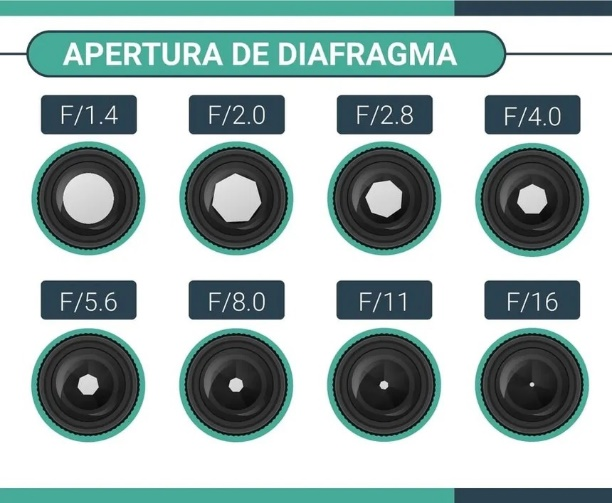 APERTURA DE DIAFRAGMA
F/1.4
F/2.0
F/2.8
F/4.0
F/5.6
F/8.0
F/11
F/16